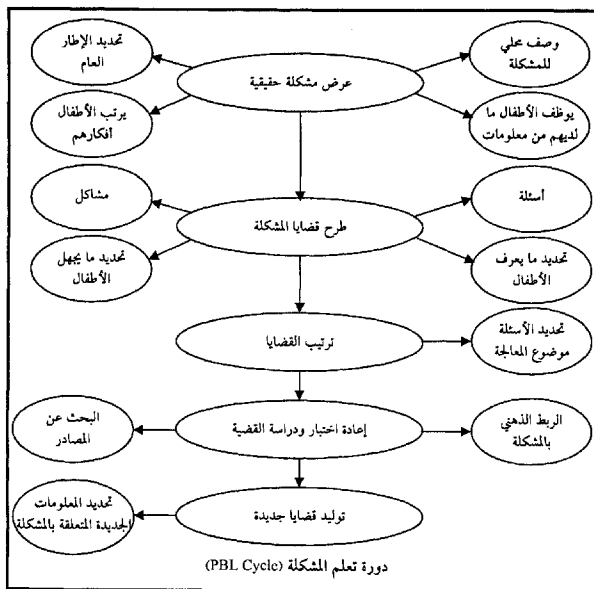 تحديد الإطار
العام
وصف محلي
للمشكلة
عرض مشكلة حقيقية
يرتب الأطفال
أفكارهم
يوظف الأطفال ما
لديهم من معلومات
مشاكل
أسئلة
طرح قضايا المشكلة
تحديد ما يجهل
الأطفال
تحديد ما يعرف
الأطفال
ترتيب القضايا
تحديد الأسئلة
موضوع المعالجة
البحث عن
المصادر
إعادة اختبار ودراسة القضية
الربط الذهني
بالمشكلة
تحديد المعلومات
الجديدة المتعلقة بالمشكلة
توليد قضايا جديدة
دورة تعلم المشكلة (PBL Cycle)